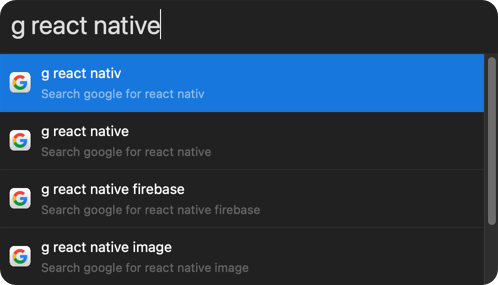 g react native
g react nativ
Search google for react nativ
g react native
Search google for react native
g react native firebase
Search google for react native firebase
g react native image
Search google for react native image